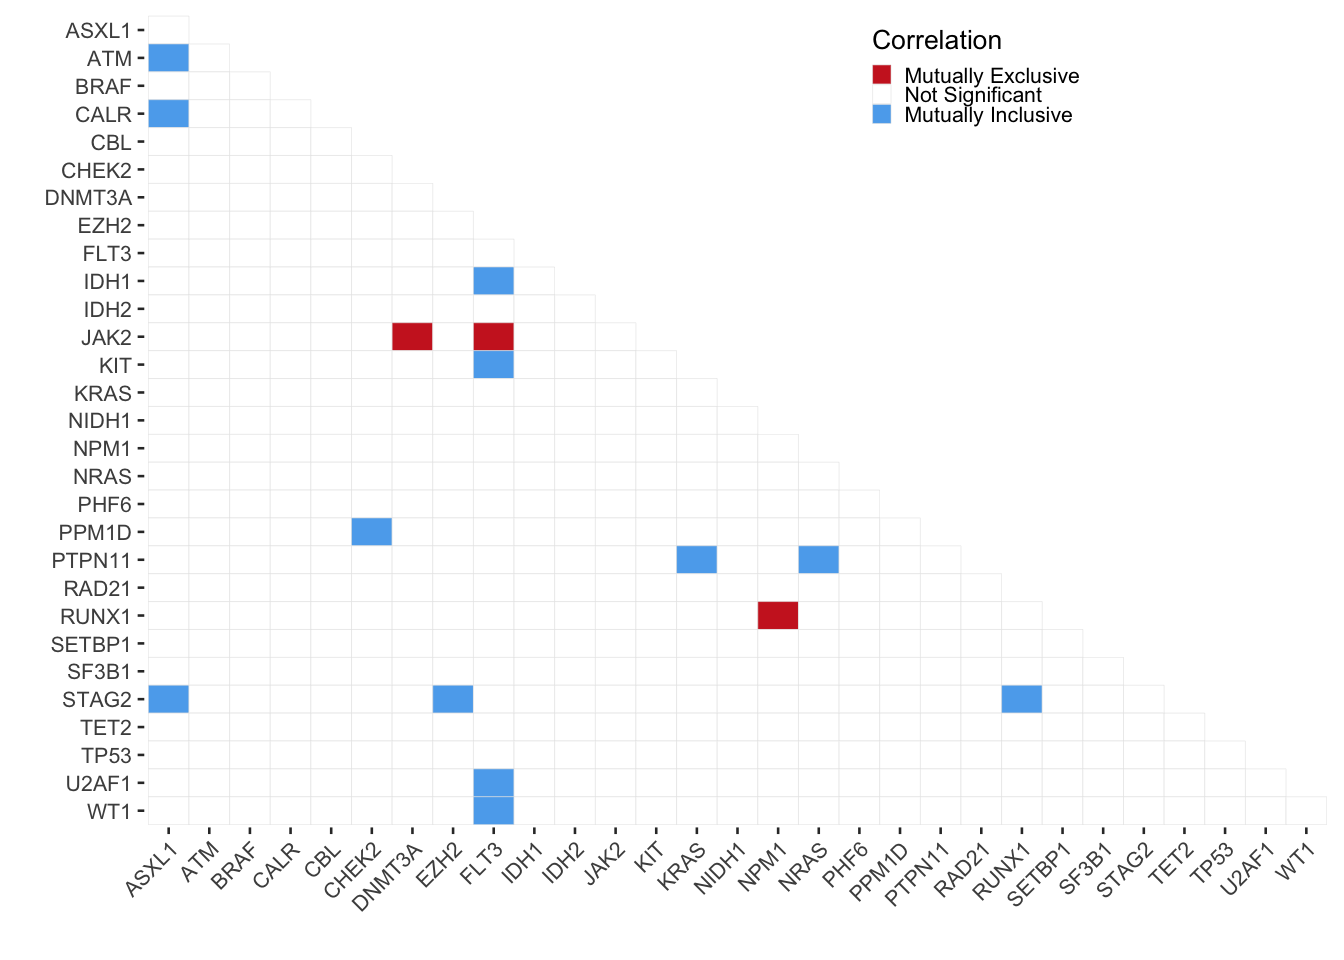 Correlation
Mutually Exclusive
Not Significant
Mutually Inclusive
ASXL1
ATM
BRAF
CALR
CBL
CHEK2
DNMT3A
EZH2
FLT3
IDH1
IDH2
JAK2
KIT
KRAS
NIDH1
NPM1
NRAS
PHF6
PPM1D
PTPN11
RAD21
RUNX1
SETBP1
SF3B1
STAG2
TET2
TP53
U2AF1
WT1
ASXL1
ATM
BRAF
CALR
CBL
CHEK2
DNMT3A
EZH2
FLT3
IDH1
IDH2
JAK2
KIT
KRAS
NIDH1
NPM1
NRAS
PHF6
PPM1D
PTPN11
RAD21
RUNX1
SETBP1
SF3B1
STAG2
TET2
TP53
U2AF1
WT1